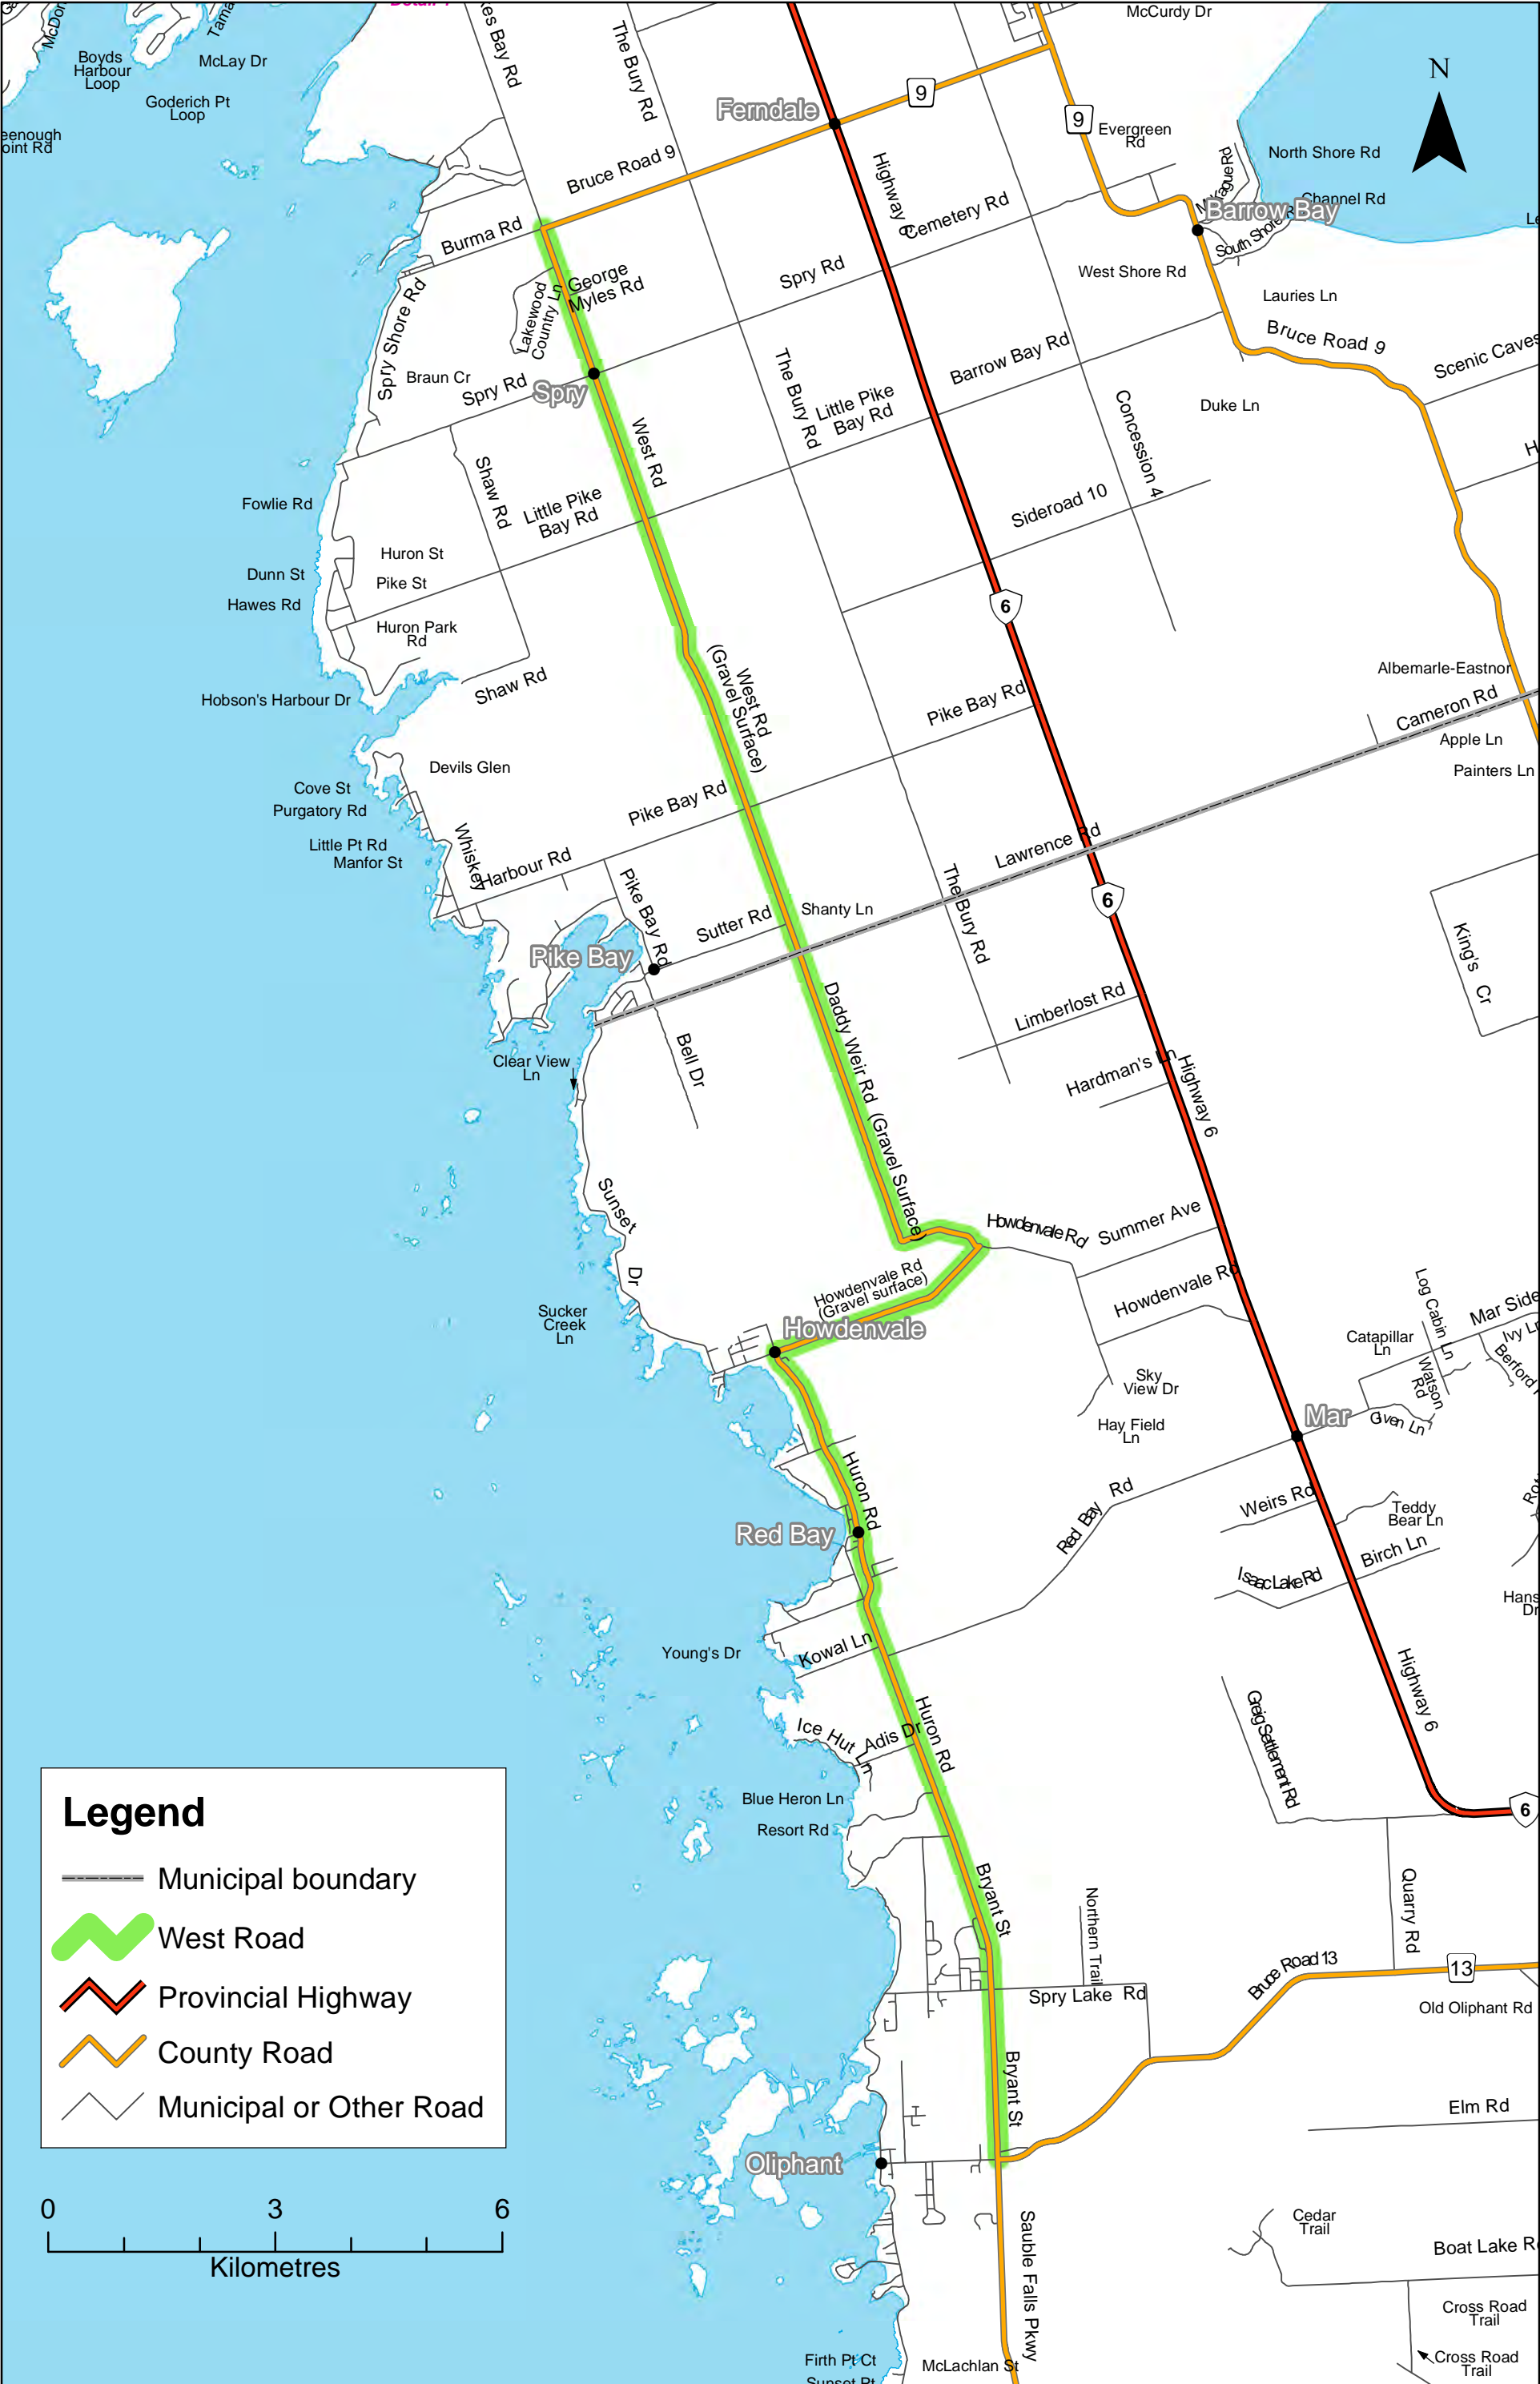 McCurdy Dr
Boyds
Harbour
Loop
McLay Dr
Goderich Pt
Loop
The Bury Rd
N
Ferndale
9
9
Evergreen
Rd
Bruce Road 9
Highway 6
North Shore Rd
Channel Rd
Barrow Bay
South Shore R
Cemetery Rd
Burma Rd
West Shore Rd
Spry Rd
George
Myles Rd
Lakewood
Country Ln
Lauries Ln
Spry Shore Rd
Bruce Road 9
Scenic Caves
Barrow Bay Rd
The Bury Rd
Braun Cr
Spry Rd
Spry
Little Pike
Bay Rd
Concession 4
Duke Ln
West Rd
Shaw Rd
Fowlie Rd
Little Pike
Bay Rd
Sideroad 10
Huron St
Dunn St
Pike St
Hawes Rd
6
Huron Park
Rd
Shaw Rd
Hobson's Harbour Dr
West Rd
(Gravel Surface)
Pike Bay Rd
Albemarle-Eastnor
Cameron Rd
Apple Ln
Painters Ln
Devils Glen
Cove St
Purgatory Rd
Pike Bay Rd
Little Pt Rd
Manfor St
Whiskey
Harbour Rd
Lawrence Rd
Pike Bay Rd
The Bury Rd
6
Shanty Ln
Sutter Rd
Pike Bay
King's Cr
Daddy Weir Rd (Gravel Surface)
Limberlost Rd
Bell Dr
Clear View
Ln
Hardman's Ln
Highway 6
Sunset
Dr
Howdenvale Rd
Summer Ave
Howdenvale Rd
(Gravel surface)
Howdenvale Rd
Sucker
Creek
Ln
Howdenvale
Log Cabin Ln
Mar Side
Ivy Ln
Berford
Catapillar
Ln
Watson
Rd
Sky
View Dr
Mar
Given Ln
Hay Field
Ln
Huron Rd
Red Bay Rd
Weirs Rd
Teddy
Bear Ln
Red Bay
Birch Ln
Isaac Lake Rd
Hans
Dr
Kowal Ln
Young's Dr
Highway 6
Huron Rd
Ice Hut Ln
Adis Dr
Greig Settlement Rd
Blue Heron Ln
Resort Rd
6
Bryant St
Northern Trail
Quarry Rd
Bruce Road 13
13
Spry Lake Rd
Old Oliphant Rd
Bryant St
Elm Rd
Oliphant
Sauble Falls Pkwy
Cedar
Trail
Boat Lake R
Cross Road
Trail
Cross Road
Trail
Firth Pt Ct
McLachlan St
Legend
Municipal boundary
West Road
Provincial Highway
County Road
Municipal or Other Road
0 3 6
Kilometres